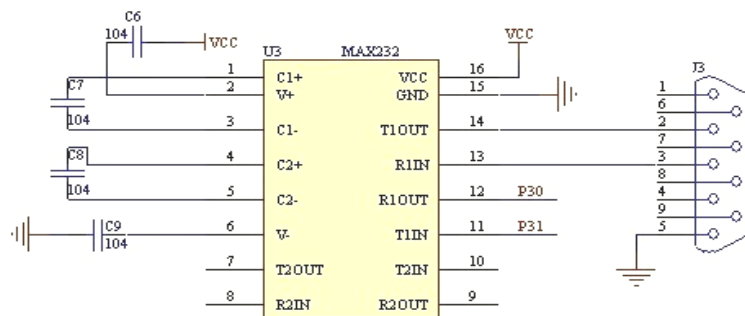 C6
104
VCC
U3 MAX232
VCC
J3
1 C1+ VCC 16
2 V+ GND 15
C7
104
3 C1- T1OUT 14
4 C2+ R1IN 13
C8
104
5 C2- R1OUT 12 P30
6 V- T1IN 11 P31
C9
104
7 T2OUT T2IN 10
8 R2IN R2OUT 9
1
6
2
7
3
8
4
9
5